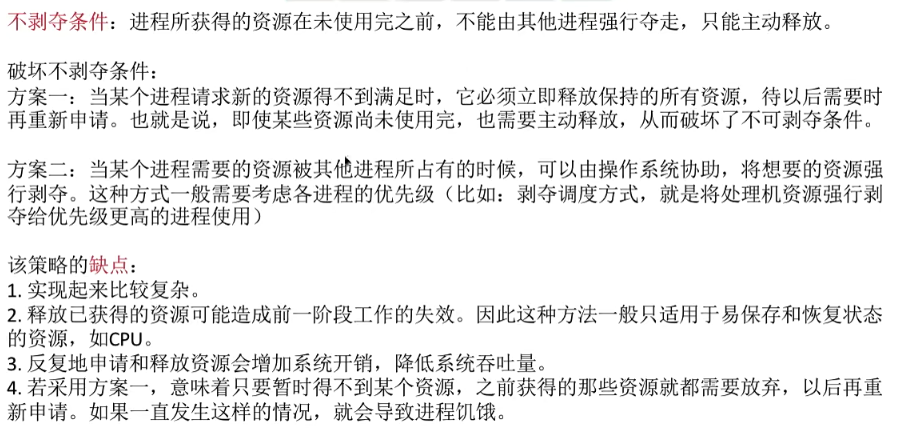 不剥夺条件：进程所获得的资源在未使用完之前，不能由其他进程强行夺走，只能主动释放。
破坏不剥夺条件：
方案一：当某个进程请求新的资源得不到满足时，它必须立即释放保持的所有资源，待以后需要时
再重新申请。也就是说，即使某些资源尚未使用完，也需要主动释放，从而破坏了不可剥夺条件。
方案二：当某个进程需要的资源被其他进程所占有的时候，可以由操作系统协助，将想要的资源强
行剥夺。这种方式一般需要考虑各进程的优先级（比如：剥夺调度方式，就是将处理机资源强行剥
夺给优先级更高的进程使用）
该策略的缺点：
1. 实现起来比较复杂。
2. 释放已获得的资源可能造成前一阶段工作的失效。因此这种方法一般只适用于易保存和恢复状态
的资源，如CPU。
3. 反复地申请和释放资源会增加系统开销，降低系统吞吐量。
4. 若采用方案一，意味着只要暂时得不到某个资源，之前获得的那些资源就都需要放弃，以后再重
新申请。如果一直发生这样的情况，就会导致进程饥饿。